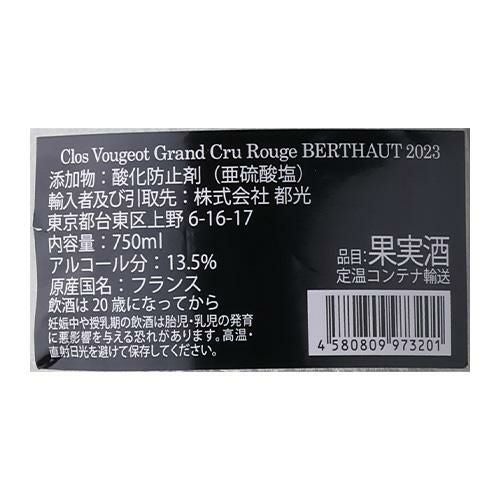 Clos Vougeot Grand Cru Rouge BERTHAUT 2023
添加物：酸化防止剤（亜硫酸塩）
輸入者及び引取先：株式会社 都光
東京都台東区上野 6-16-17
内容量：750ml
アルコール分：13.5%
原産国名：フランス
飲酒は20歳になってから
妊娠中や授乳期の飲酒は胎児・乳児の発育
に悪影響を与える恐れがあります。高温・
直射日光を避けて保存してください。
品目：果実酒
定温コンテナ輸送
4 580809 973201